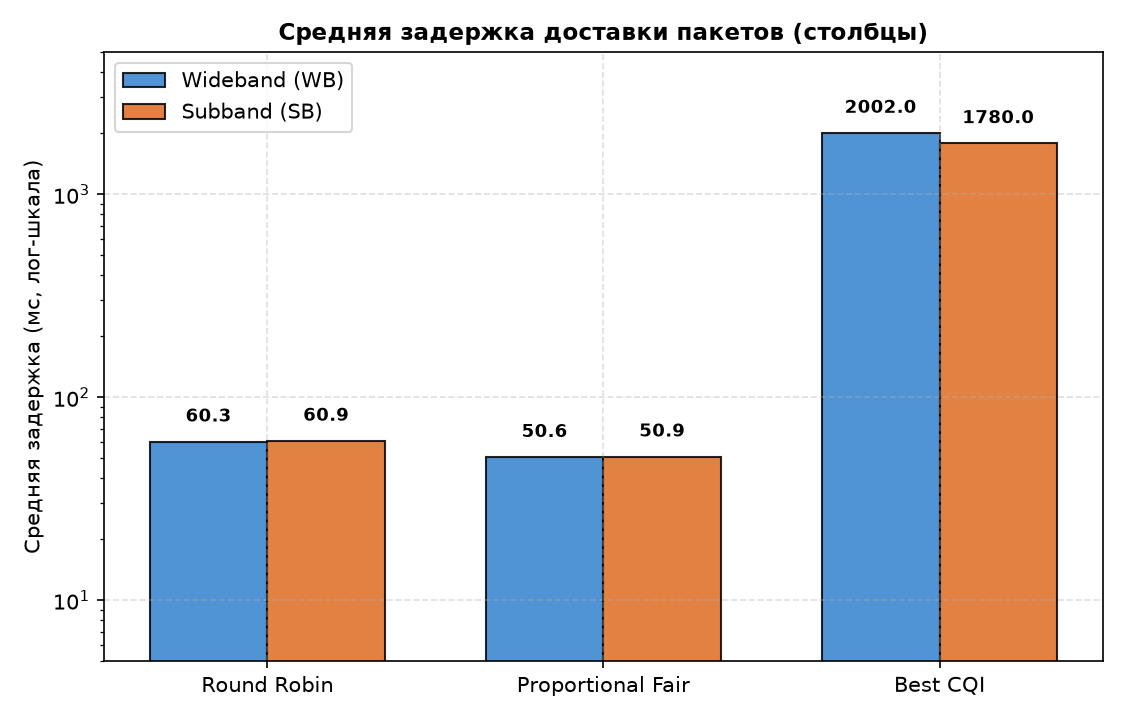 Средняя задержка доставки пакетов (столбцы)
Wideband (WB)
Subband (SB)
Средняя задержка (мс, лог-шкала)
10³
10²
10¹
60.3
60.9
50.6
50.9
2002.0
1780.0
Round Robin
Proportional Fair
Best CQI